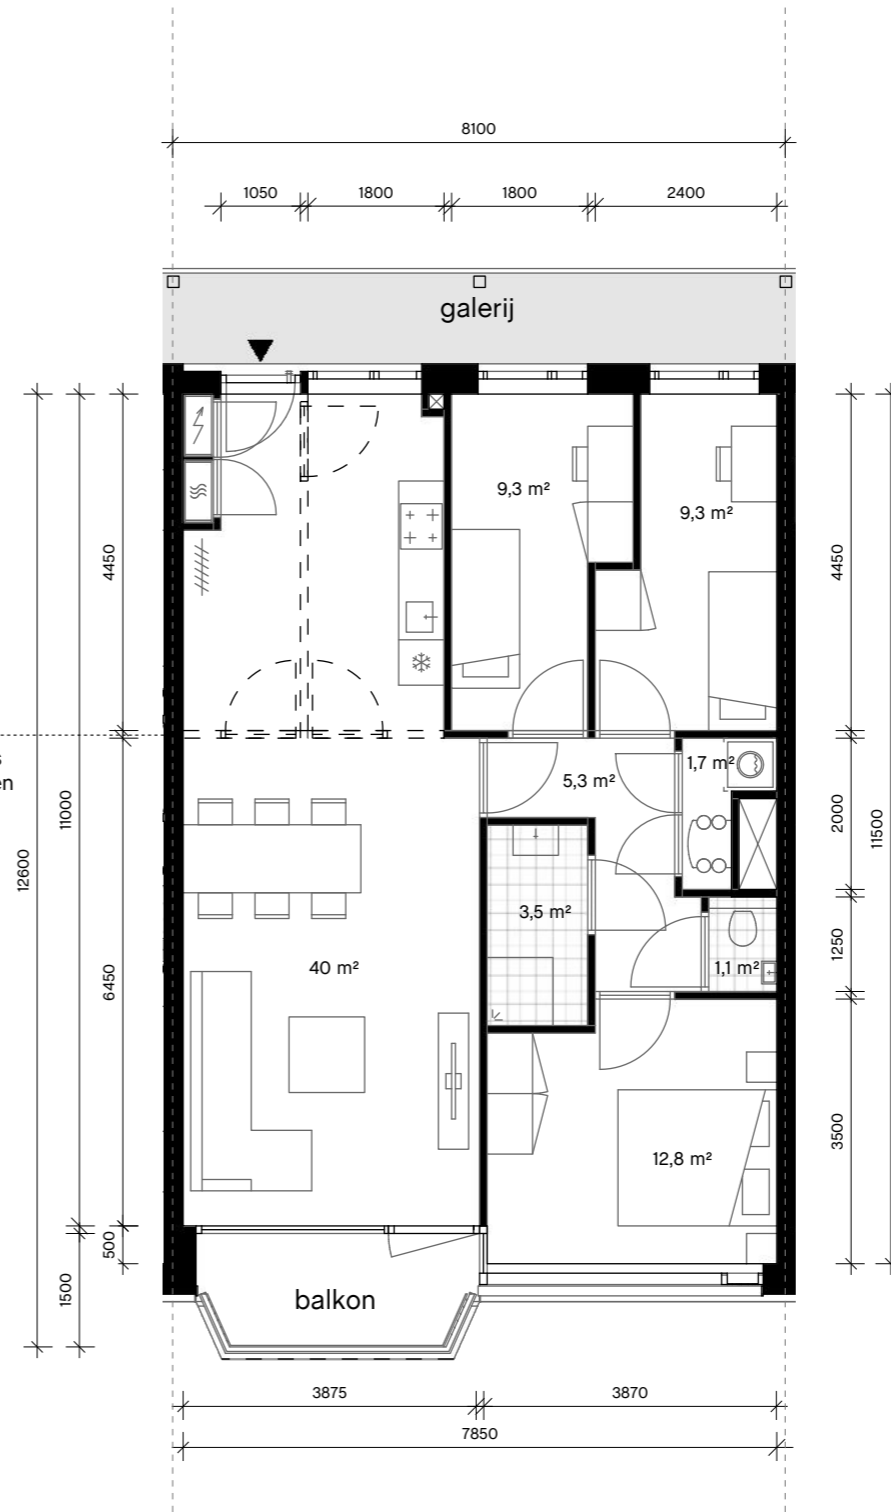 8100
1050
1800
1800
2400
galerij
9,3 m²
9,3 m²
4450
4450
1,7 m²
5,3 m²
s
en
11000
12600
2000
11500
3,5 m²
1,1 m²
1250
40 m²
6450
12,8 m²
3500
500
1500
balkon
3875
3870
7850